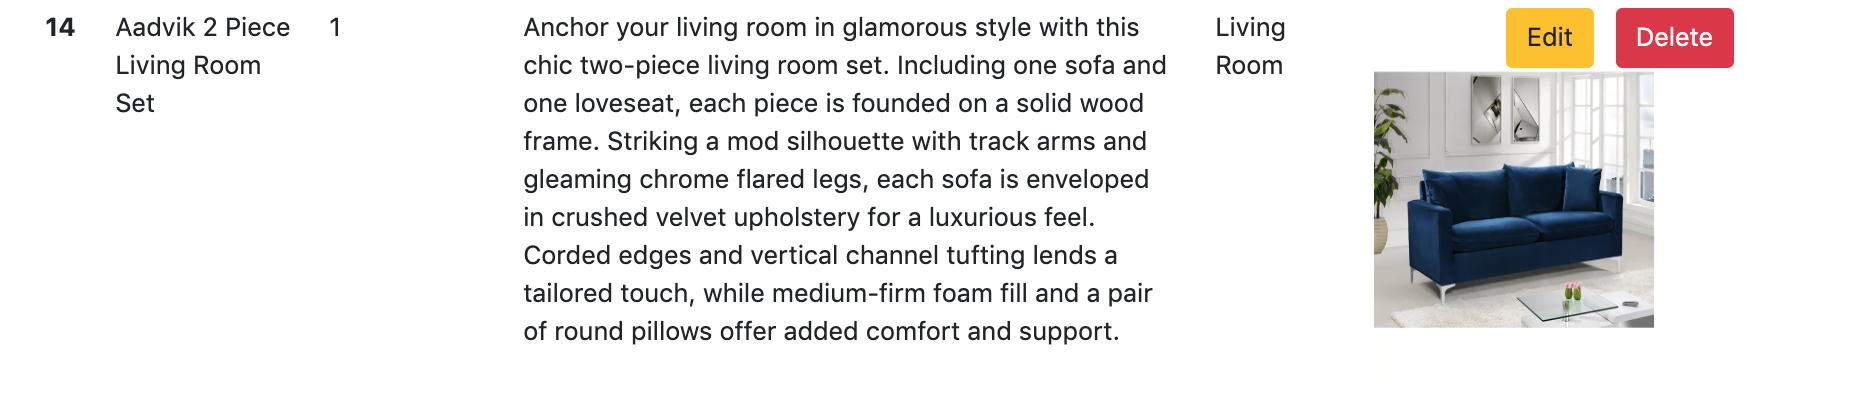 14 Aadvik 2 Piece 1 Anchor your living room in glamorous style with this Living Edit Delete
Living Room chic two-piece living room set. Including one sofa and Room
Set one loveseat, each piece is founded on a solid wood
frame. Striking a mod silhouette with track arms and
gleaming chrome flared legs, each sofa is enveloped
in crushed velvet upholstery for a luxurious feel.
Corded edges and vertical channel tufting lends a
tailored touch, while medium-firm foam fill and a pair
of round pillows offer added comfort and support.